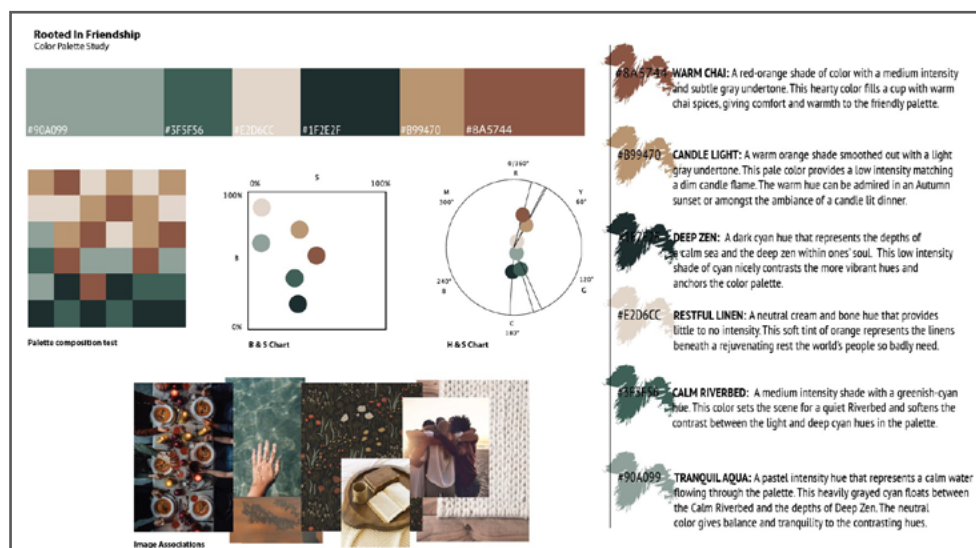 Rooted In Friendship
Color Palette Study
#90A099
#3F5F56
#E2D6CC
#1F2E2F
#B99470
#8A5744
Palette composition test
0%
S
100%
100%
B
0%
B & S Chart
0/360°
R
M
300°
Y
60°
240°
B
120°
G
C
180°
H & S Chart
Image Associations
#8A5744
WARM CHAI: A red-orange shade of color with a medium intensity
and subtle gray undertone. This hearty color fills a cup with warm
chai spices, giving comfort and warmth to the friendly palette.
#B99470
CANDLE LIGHT: A warm orange shade smoothed out with a light
gray undertone. This pale color provides a low intensity matching
a dim candle flame. The warm hue can be admired in an Autumn
sunset or amongst the ambiance of a candle lit dinner.
DEEP ZEN: A dark cyan hue that represents the depths of
a calm sea and the deep zen within ones' soul. This low intensity
shade of cyan nicely contrasts the more vibrant hues and
anchors the color palette.
#E2D6CC
RESTFUL LINEN: A neutral cream and bone hue that provides
little to no intensity. This soft tint of orange represents the linens
beneath a rejuvenating rest the world's people so badly need.
#3F5F56
CALM RIVERBED: A medium intensity shade with a greenish-cyan
hue. This color sets the scene for a quiet Riverbed and softens the
contrast between the light and deep cyan hues in the palette.
#90A099
TRANQUIL AQUA: A pastel intensity hue that represents a calm water
flowing through the palette. This heavily grayed cyan floats between
the Calm Riverbed and the depths of Deep Zen. The neutral
color gives balance and tranquility to the contrasting hues.